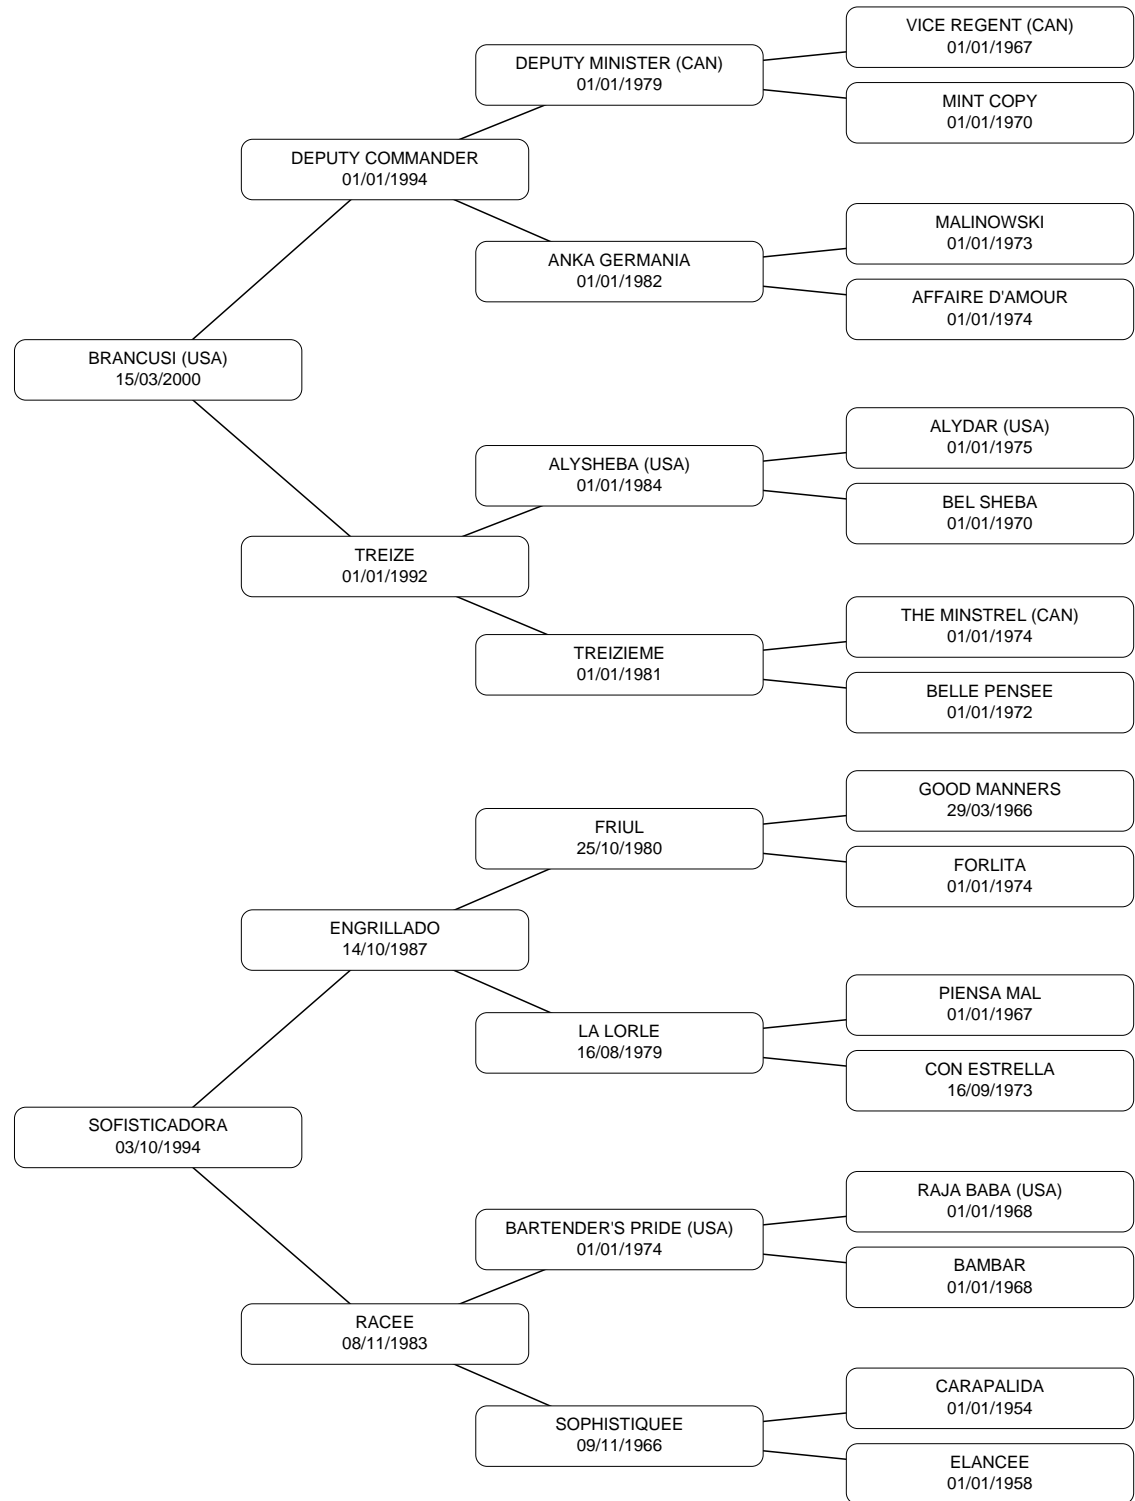 VICE REGENT (CAN)
01/01/1967
DEPUTY MINISTER (CAN)
01/01/1979
MINT COPY
01/01/1970
DEPUTY COMMANDER
01/01/1994
MALINOWSKI
01/01/1973
ANKA GERMANIA
01/01/1982
AFFAIRE D'AMOUR
01/01/1974
BRANCUSI (USA)
15/03/2000
ALYDAR (USA)
01/01/1975
ALYSHEBA (USA)
01/01/1984
BEL SHEBA
01/01/1970
TREIZE
01/01/1992
THE MINSTREL (CAN)
01/01/1974
TREIZIEME
01/01/1981
BELLE PENSEE
01/01/1972
GOOD MANNERS
29/03/1966
FRIUL
25/10/1980
FORLITA
01/01/1974
ENGRILLADO
14/10/1987
PIENSA MAL
01/01/1967
LA LORLE
16/08/1979
CON ESTRELLA
16/09/1973
SOFISTICADORA
03/10/1994
RAJA BABA (USA)
01/01/1968
BARTENDER'S PRIDE (USA)
01/01/1974
BAMBAR
01/01/1968
RACEE
08/11/1983
CARAPALIDA
01/01/1954
SOPHISTIQUEE
09/11/1966
ELANCEE
01/01/1958